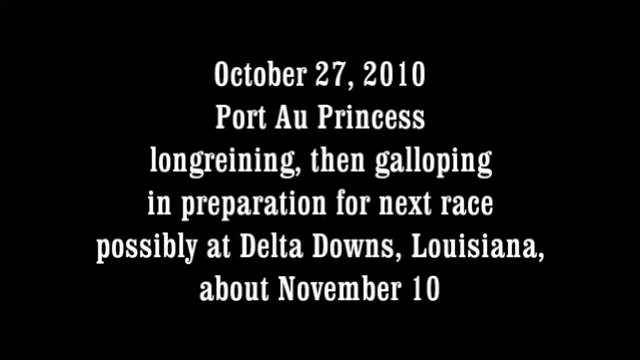 October 27, 2010
Port Au Princess
longreining, then galloping
in preparation for next race
possibly at Delta Downs, Louisiana,
about November 10